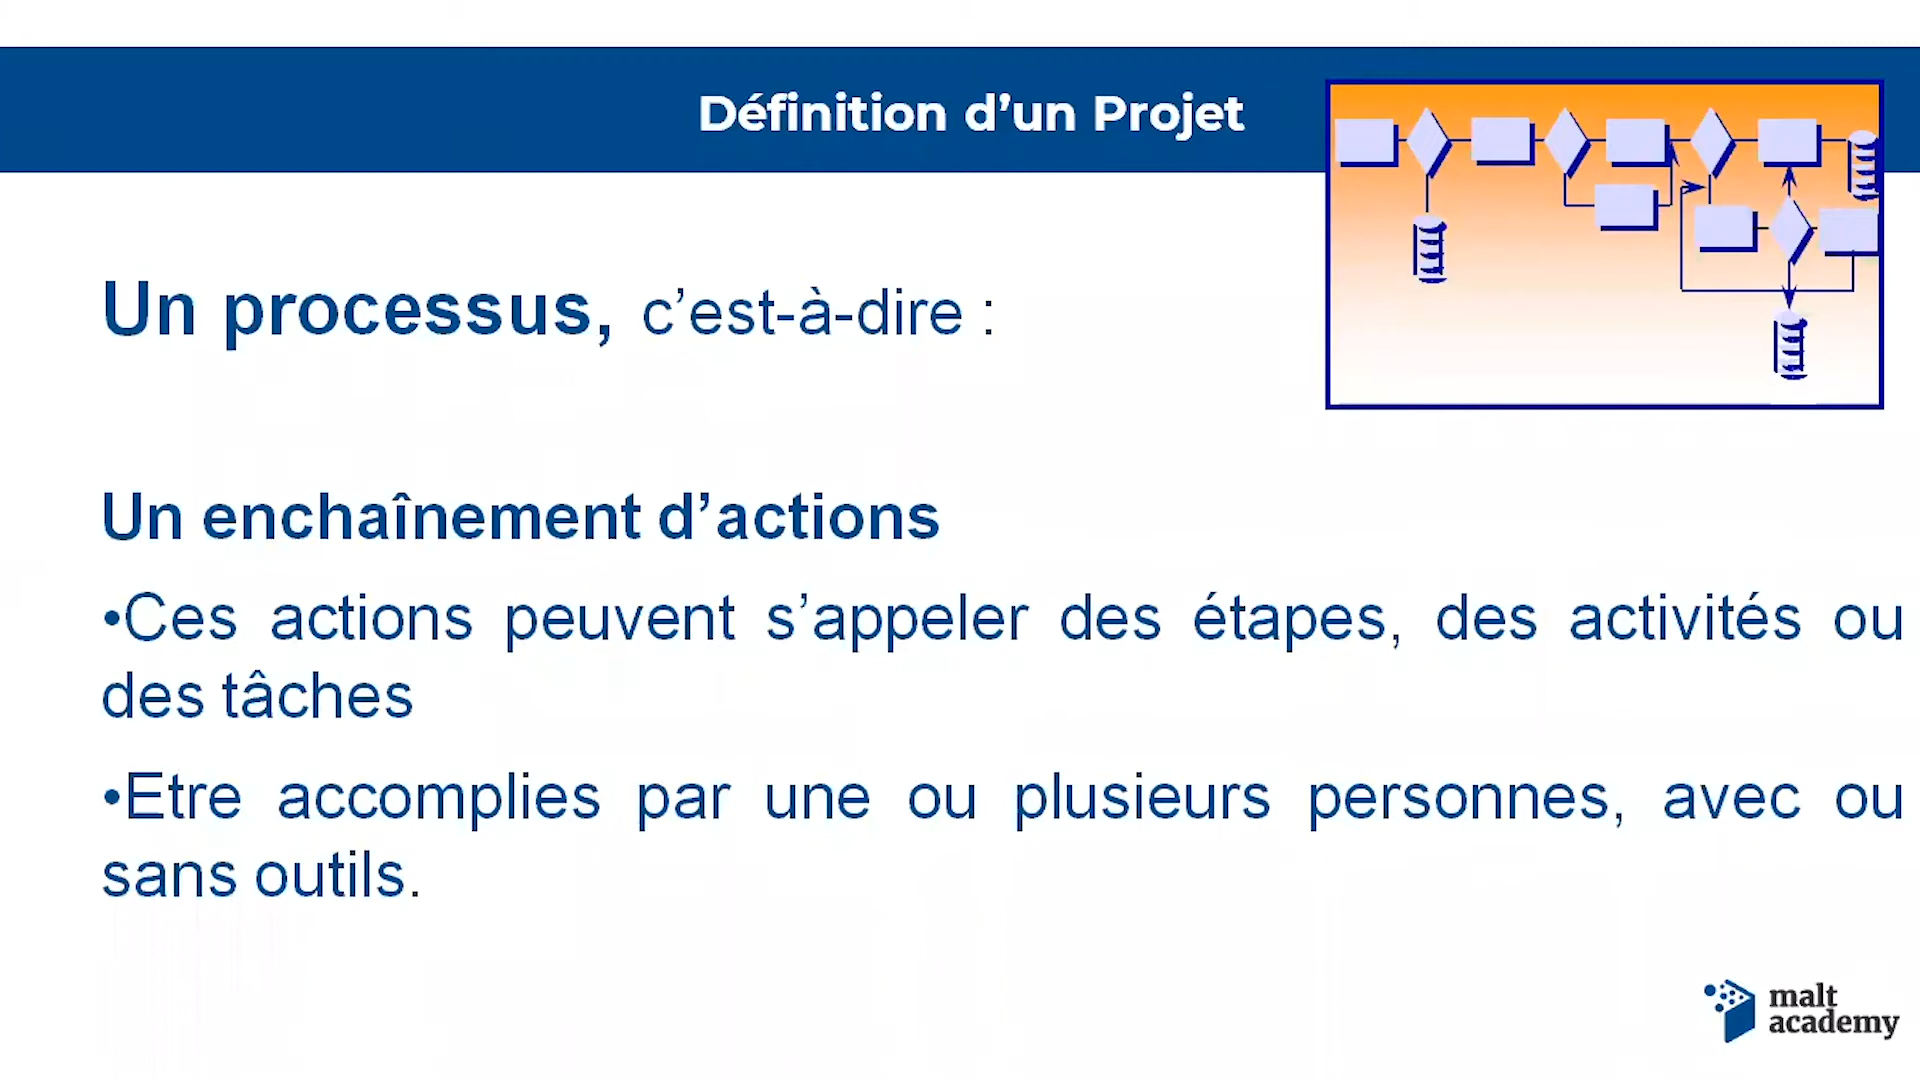 Définition d’un Projet
Un processus, c’est-à-dire :
Un enchaînement d’actions
•Ces actions peuvent s’appeler des étapes, des activités ou
des tâches
•Etre accomplies par une ou plusieurs personnes, avec ou
sans outils.
malt
academy